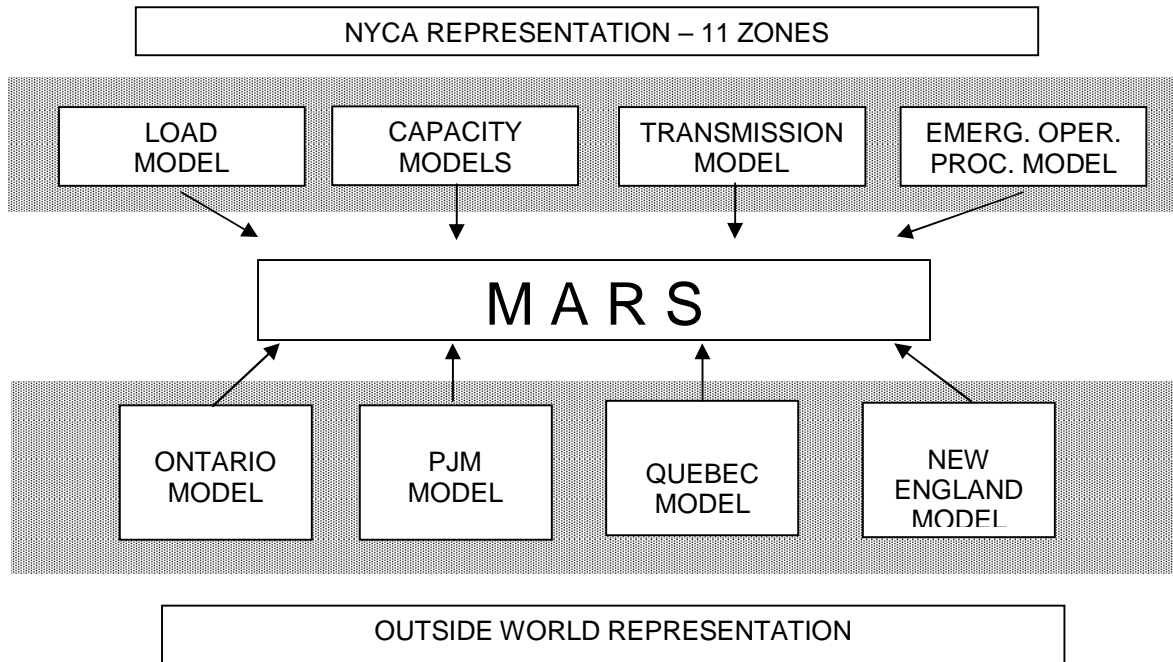 NYCA REPRESENTATION – 11 ZONES
LOAD
MODEL
CAPACITY
MODELS
TRANSMISSION
MODEL
EMERG. OPER.
PROC. MODEL
M A R S
ONTARIO
MODEL
PJM
MODEL
QUEBEC
MODEL
NEW
ENGLAND
MODEL
OUTSIDE WORLD REPRESENTATION